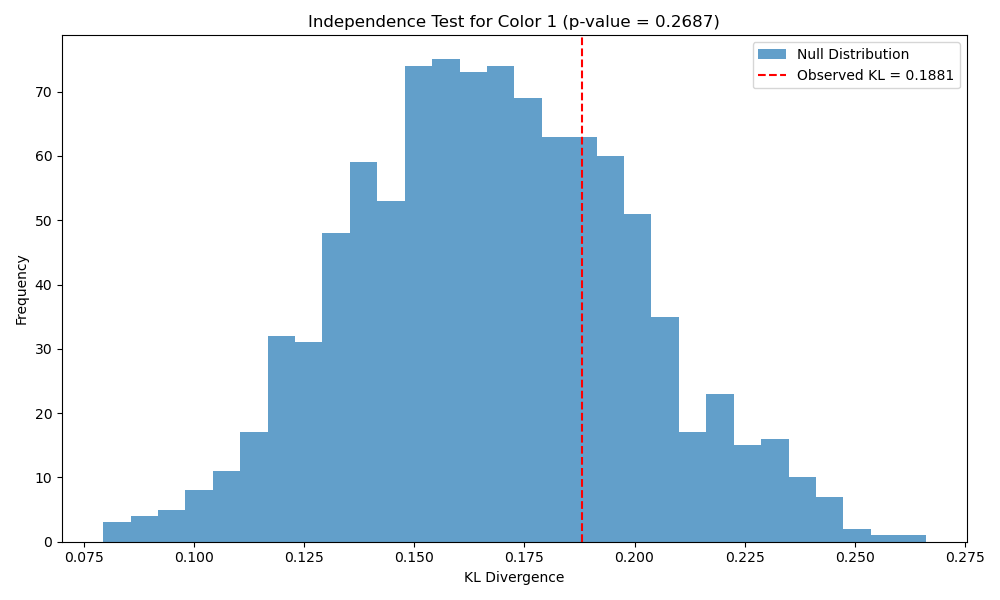 Independence Test for Color 1 (p-value = 0.2687)
Null Distribution
Observed KL = 0.1881
Frequency
70
60
50
40
30
20
10
0
0.075 0.100 0.125 0.150 0.175 0.200 0.225 0.250 0.275
KL Divergence